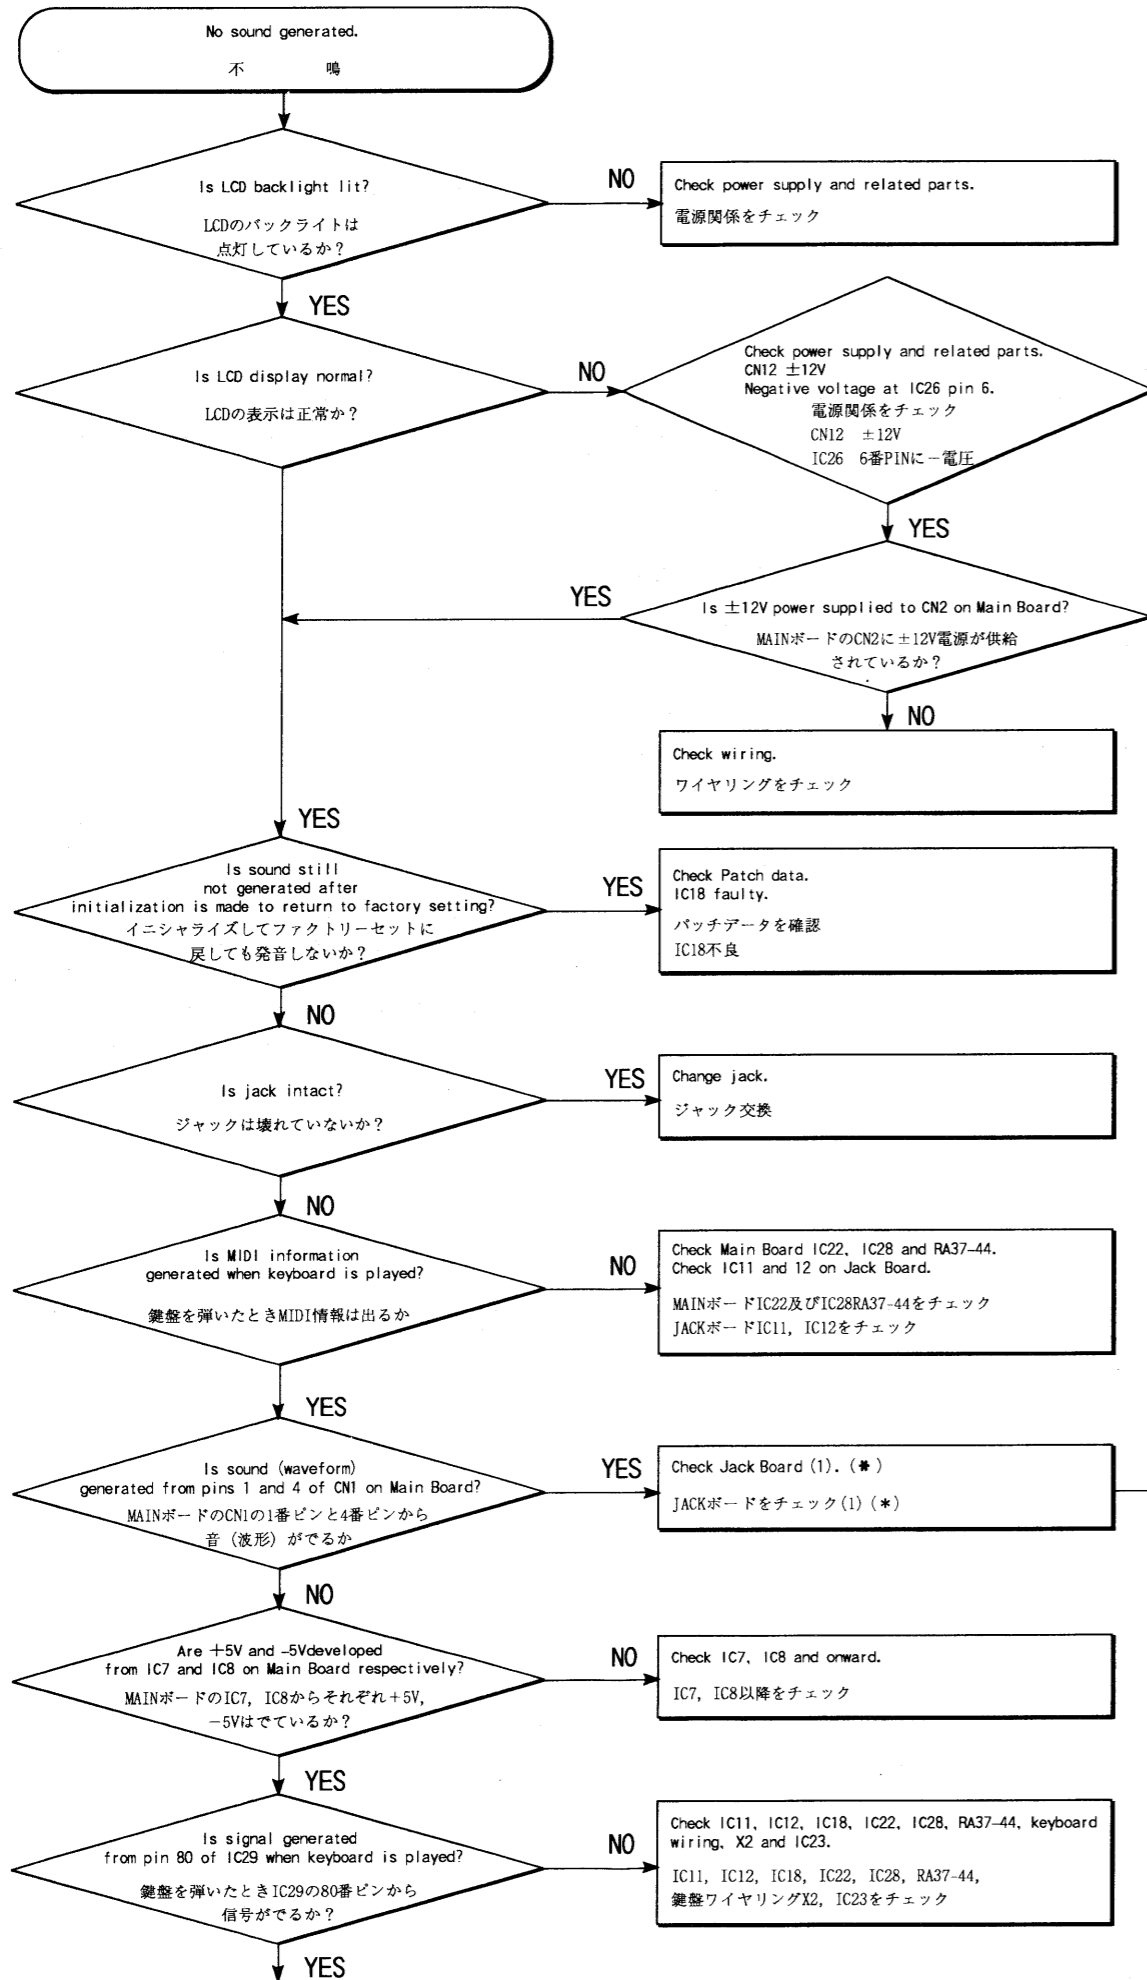 No sound generated.
不 鳴
Is LCD backlight lit?
LCDのバックライトは
点灯しているか？
NO
Check power supply and related parts.
電源関係をチェック
YES
Is LCD display normal?
LCDの表示は正常か？
NO
Check power supply and related parts.
CN12 ±12V
Negative voltage at IC26 pin 6.
電源関係をチェック
CN12 ±12V
IC26 6番PINに－電圧
YES
Is ±12V power supplied to CN2 on Main Board?
MAINボードのCN2に±12V電源が供給
されているか？
YES
NO
Check wiring.
ワイヤリングをチェック
YES
Is sound still
not generated after
initialization is made to return to factory setting?
イニシャライズしてファクトリーセットに
戻しても発音しないか？
YES
Check Patch data.
IC18 faulty.
パッチデータを確認
IC18不良
NO
Is jack intact?
ジャックは壊れていないか？
YES
Change jack.
ジャック交換
NO
Is MIDI information
generated when keyboard is played?
鍵盤を弾いたときMIDI情報は出るか
NO
Check Main Board IC22, IC28 and RA37-44.
Check IC11 and 12 on Jack Board.
MAINボードIC22及びIC28RA37-44をチェック
JACKボードIC11, IC12をチェック
YES
Is sound (waveform)
generated from pins 1 and 4 of CN1 on Main Board?
MAINボードのCN1の1番ピンと4番ピンから
音（波形）がでるか
YES
Check Jack Board (1). (*)
JACKボードをチェック(1) (*)
NO
Are +5V and -5Vdeveloped
from IC7 and IC8 on Main Board respectively?
MAINボードのIC7, IC8からそれぞれ+5V,
－5Vはでているか？
NO
Check IC7, IC8 and onward.
IC7, IC8以降をチェック
YES
Is signal generated
from pin 80 of IC29 when keyboard is played?
鍵盤を弾いたときIC29の80番ピンから
信号がでるか？
NO
Check IC11, IC12, IC18, IC22, IC28, RA37-44, keyboard
wiring, X2 and IC23.
IC11, IC12, IC18, IC22, IC28, RA37-44,
鍵盤ワイヤリングX2, IC23をチェック
YES